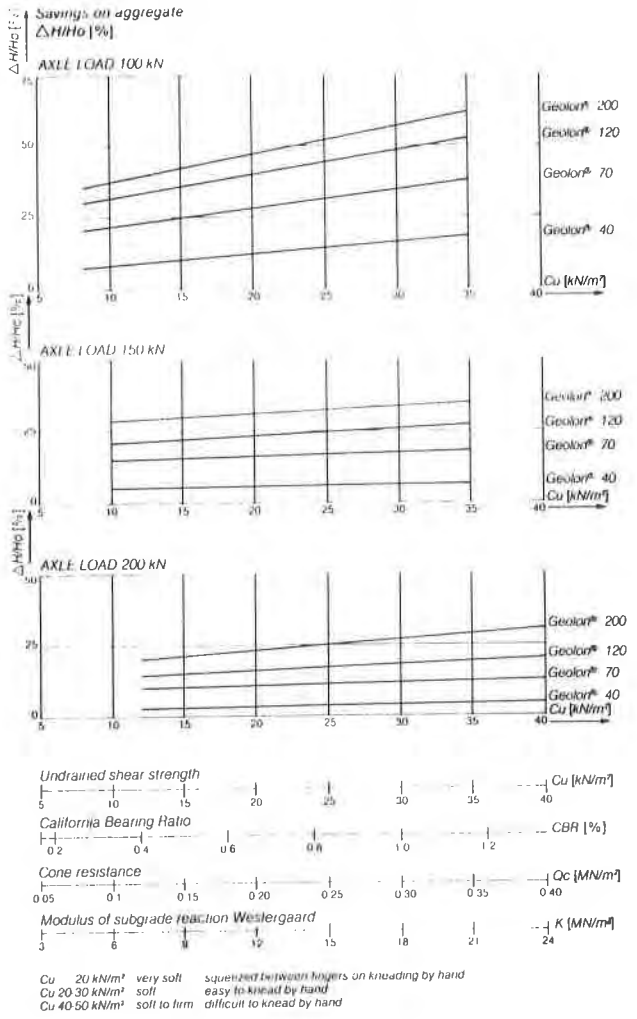 △H/Ho [%]
Savings on aggregate
△H/Ho [%]
AXLE LOAD 100 kN
75
Geolon® 200
Geolon® 120
50
Geolon® 70
25
Geolon® 40
0
Cu [kN/m²]
5 10 15 20 25 30 35 40
△H/Ho [%]
AXLE LOAD 150 kN
50
Geolon® 200
Geolon® 120
25
Geolon® 70
Geolon® 40
0
Cu [kN/m²]
5 10 15 20 25 30 35 40
△H/Ho [%]
AXLE LOAD 200 kN
50
Geolon® 200
25
Geolon® 120
Geolon® 70
Geolon® 40
0
Cu [kN/m²]
5 10 15 20 25 30 35 40
Undrained shear strength
Cu [kN/m²]
5 10 15 20 25 30 35 40
California Bearing Ratio
CBR [%]
0.2 0.4 0.6 0.8 1.0 1.2
Cone resistance
Qc [MN/m²]
0.05 0.1 0.15 0.20 0.25 0.30 0.35 0.40
Modulus of subgrade reaction Westergaard
K [MN/m³]
3 6 9 12 15 18 21 24
Cu 20 kN/m² very soft squeezed between fingers on kneading by hand
Cu 20-30 kN/m² soft easy to knead by hand
Cu 40-50 kN/m² soft to firm difficult to knead by hand